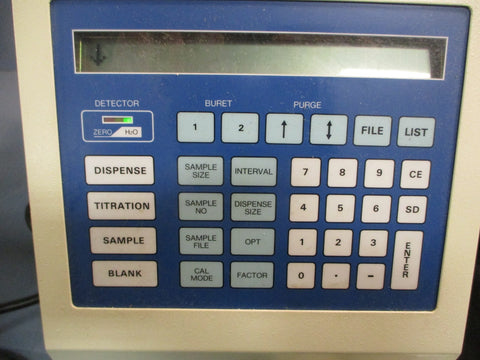 DETECTOR BURET PURGE
ZERO H₂O 1 2 ↑ ↕ FILE LIST
DISPENSE SAMPLE SIZE INTERVAL 7 8 9 CE
TITRATION SAMPLE NO DISPENSE SIZE 4 5 6 SD
SAMPLE SAMPLE FILE OPT 1 2 3 ENTER
BLANK CAL MODE FACTOR 0 . −